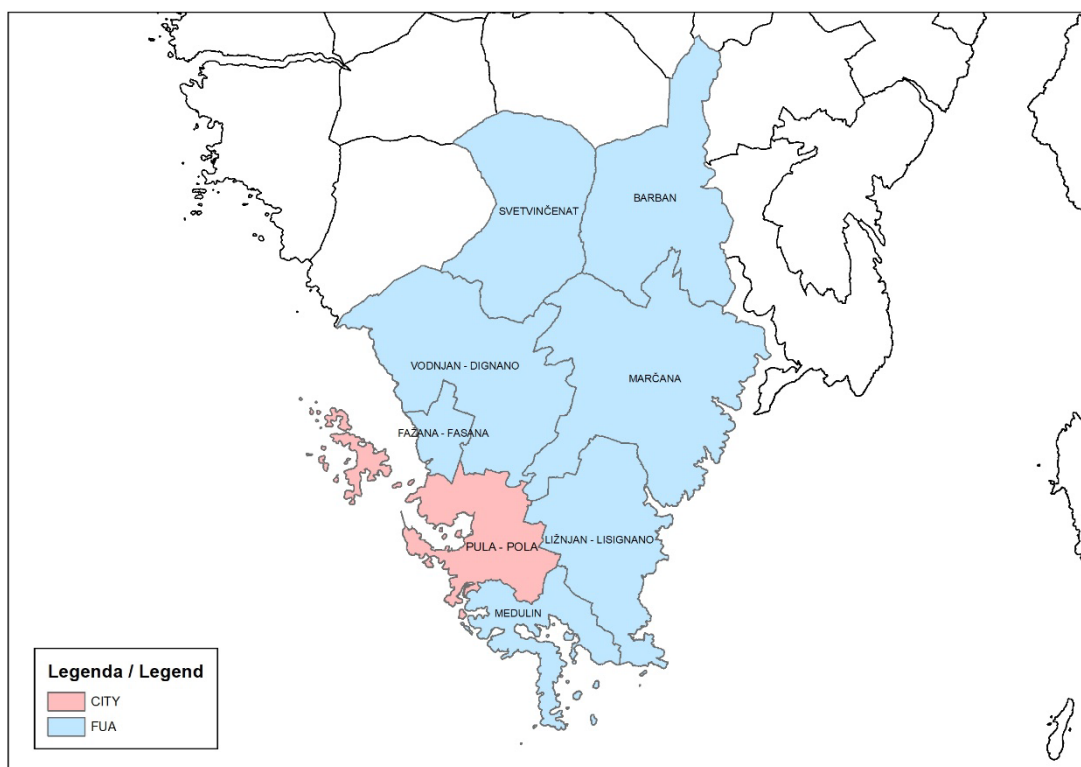 BARBAN
SVETVINČENAT
VODNJAN - DIGNANO
MARČANA
FAŽANA - FASANA
LIŽNJAN - LISIGNANO
PULA - POLA
MEDULIN
Legenda / Legend
CITY
FUA